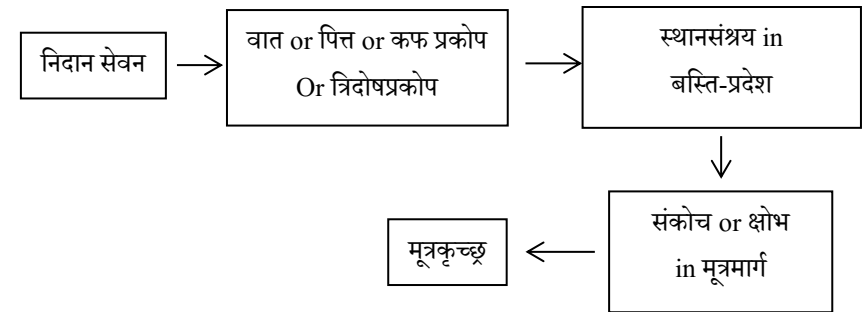 निदान सेवन
वात or पित्त or कफ प्रकोप
Or त्रिदोषप्रकोप
स्थानसंश्रय in
बस्ति-प्रदेश
संकोच or क्षोभ
in मूत्रमार्ग
मूत्रकृच्छ्र